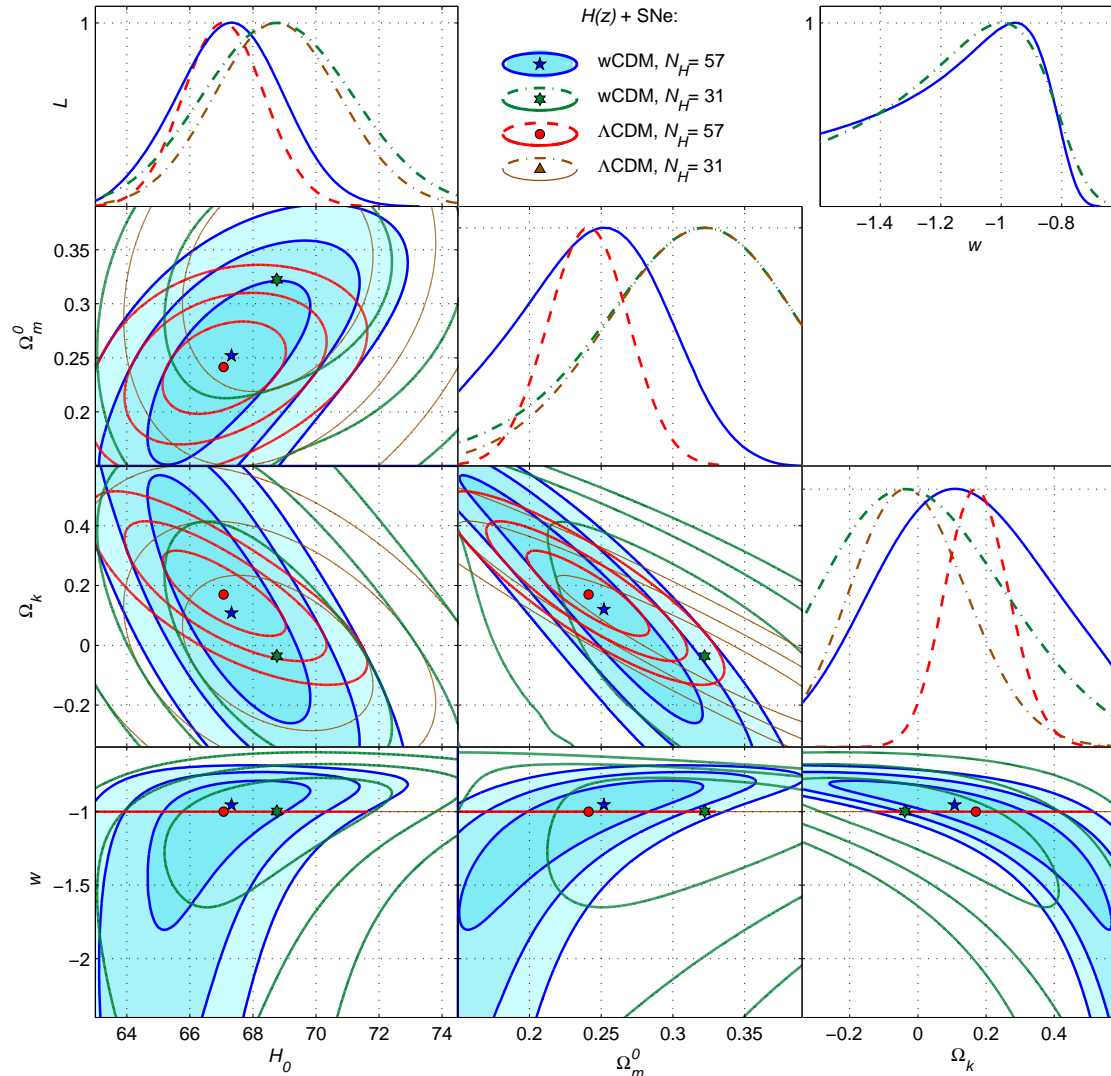 H(z) + SNe:
wCDM, N_H= 57
wCDM, N_H= 31
ΛCDM, N_H= 57
ΛCDM, N_H= 31
1
L
1
−1.4 −1.2 −1 −0.8
w
0.35
0.3
0.25
0.2
Ω_m^0
0.4
0.2
0
−0.2
Ω_k
−1
−1.5
−2
w
64 66 68 70 72 74
H_0
0.2 0.25 0.3 0.35
Ω_m^0
−0.2 0 0.2 0.4
Ω_k